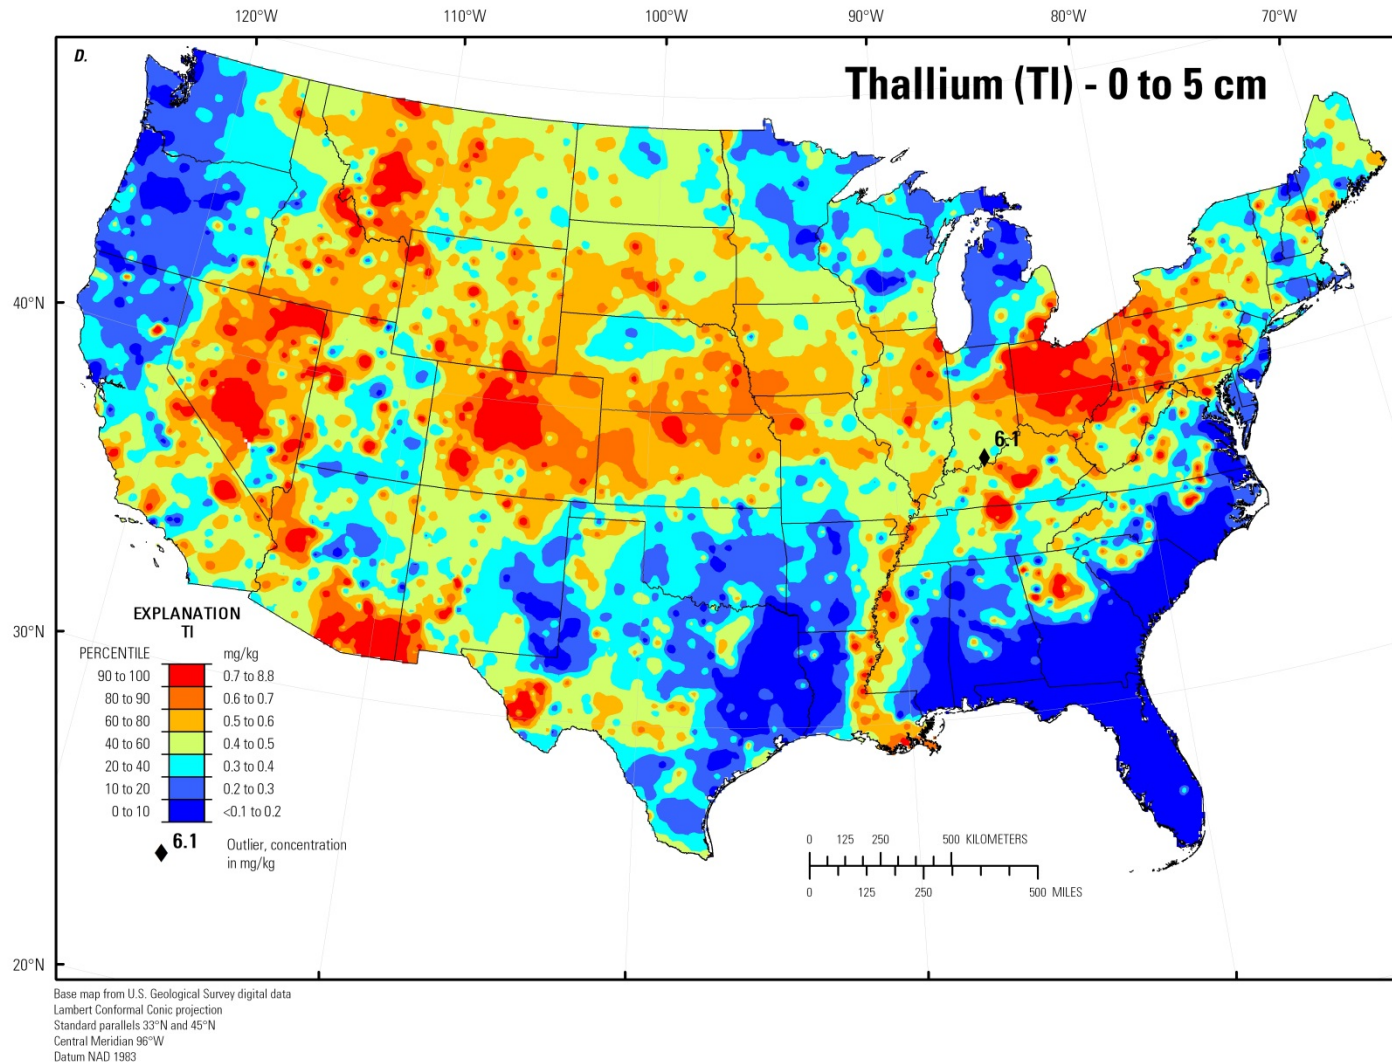 120°W 110°W 100°W 90°W 80°W 70°W
D.
Thallium (Tl) - 0 to 5 cm
40°N
6.1
30°N
EXPLANATION
Tl
PERCENTILE mg/kg
90 to 100 0.7 to 8.8
80 to 90 0.6 to 0.7
60 to 80 0.5 to 0.6
40 to 60 0.4 to 0.5
20 to 40 0.3 to 0.4
10 to 20 0.2 to 0.3
0 to 10 <0.1 to 0.2
6.1 Outlier, concentration
in mg/kg
0 125 250 500 KILOMETERS
0 125 250 500 MILES
20°N
Base map from U.S. Geological Survey digital data
Lambert Conformal Conic projection
Standard parallels 33°N and 45°N
Central Meridian 96°W
Datum NAD 1983